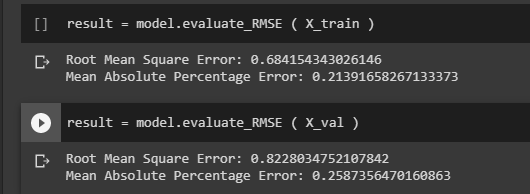 [ ] result = model.evaluate_RMSE ( X_train )
Root Mean Square Error: 0.684154343026146
Mean Absolute Percentage Error: 0.21391658267133373
result = model.evaluate_RMSE ( X_val )
Root Mean Square Error: 0.8228034752107842
Mean Absolute Percentage Error: 0.2587356470160863